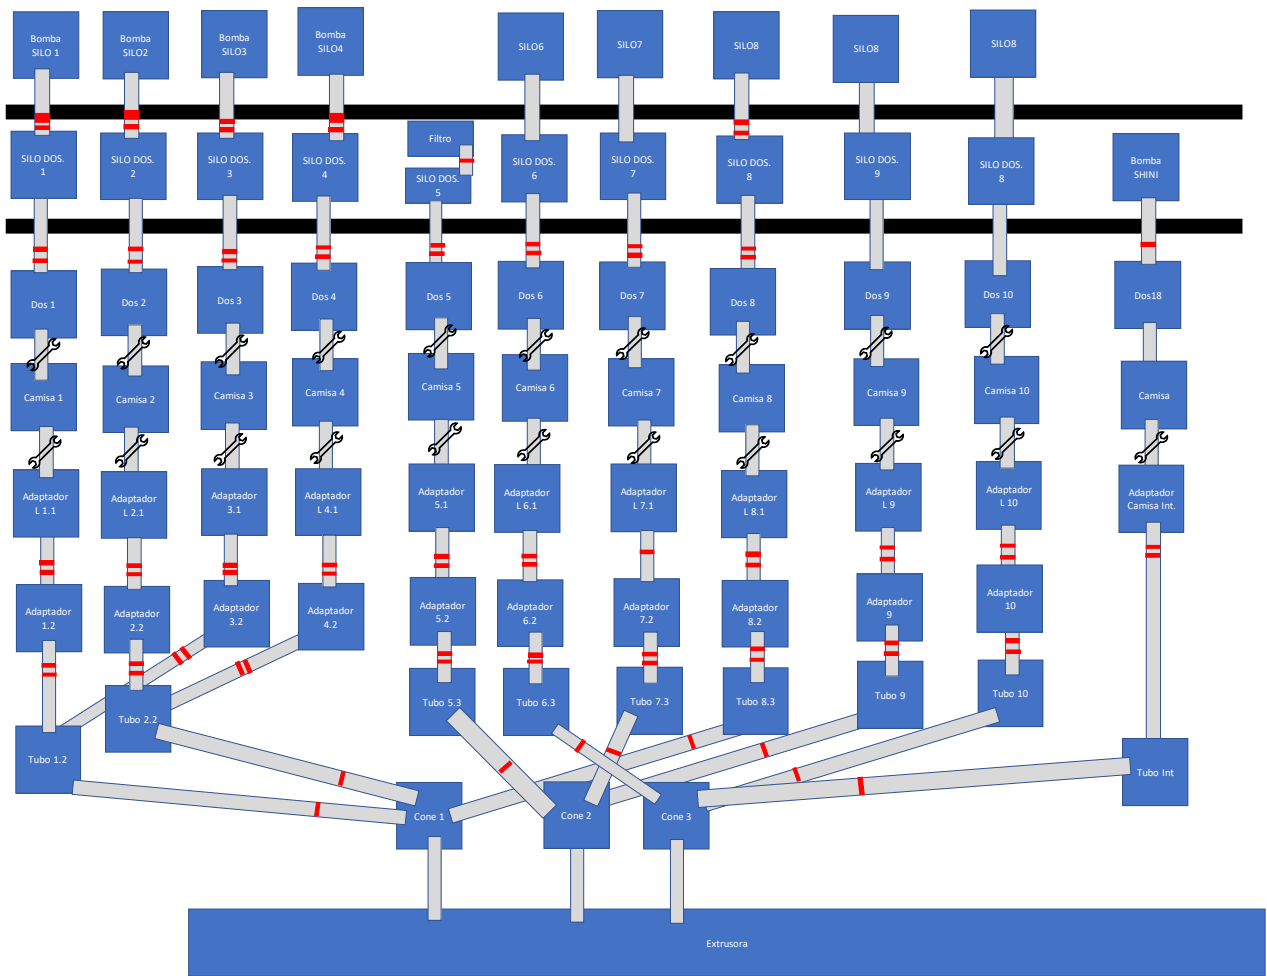 Bomba
SILO 1
Bomba
SILO2
Bomba
SILO3
Bomba
SILO4
SILO6
SILO7
SILO8
SILO8
SILO8
SILO DOS.
1
SILO DOS.
2
SILO DOS.
3
SILO DOS.
4
Filtro
SILO DOS.
5
SILO DOS.
6
SILO DOS.
7
SILO DOS.
8
SILO DOS.
9
SILO DOS.
8
Bomba
SHINI
Dos 1
Dos 2
Dos 3
Dos 4
Dos 5
Dos 6
Dos 7
Dos 8
Dos 9
Dos 10
Dos18
Camisa 1
Camisa 2
Camisa 3
Camisa 4
Camisa 5
Camisa 6
Camisa 7
Camisa 8
Camisa 9
Camisa 10
Camisa
Adaptador
L 1.1
Adaptador
L 2.1
Adaptador
3.1
Adaptador
L 4.1
Adaptador
5.1
Adaptador
L 6.1
Adaptador
L 7.1
Adaptador
L 8.1
Adaptador
L 9
Adaptador
L 10
Adaptador
Camisa Int.
Adaptador
1.2
Adaptador
2.2
Adaptador
3.2
Adaptador
4.2
Adaptador
5.2
Adaptador
6.2
Adaptador
7.2
Adaptador
8.2
Adaptador
9
Adaptador
10
Tubo 1.2
Tubo 2.2
Tubo 5.3
Tubo 6.3
Tubo 7.3
Tubo 8.3
Tubo 9
Tubo 10
Tubo Int
Cone 1
Cone 2
Cone 3
Extrusora